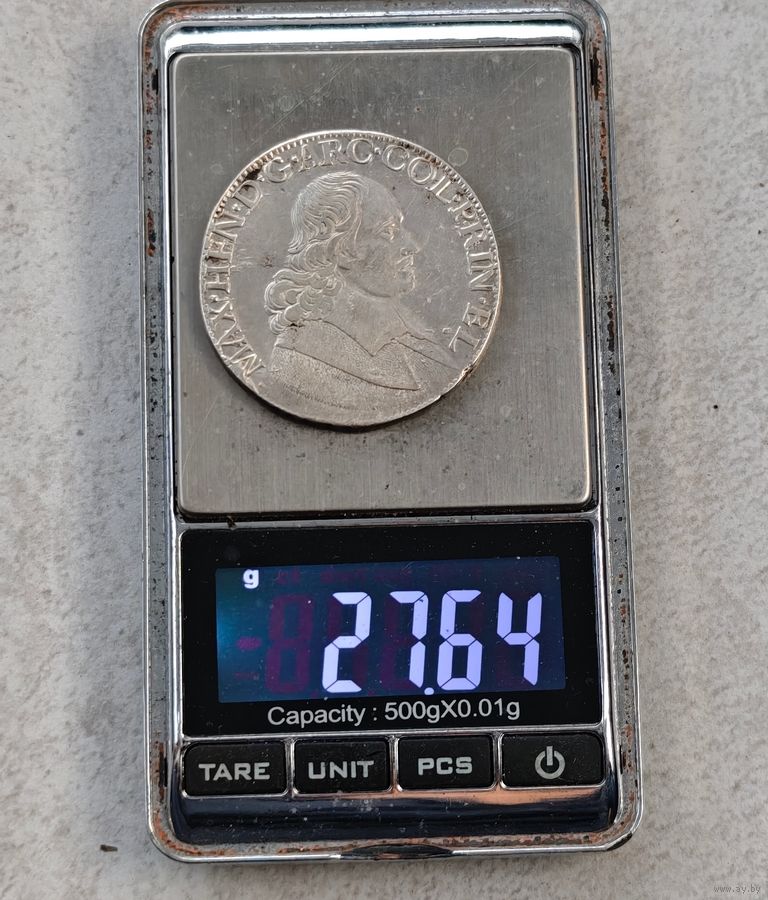 MAX·HEN·D·G·ARC·COL·PRIN·EL
g
27.64
Capacity : 500gX0.01g
TARE UNIT PCS
www.ay.by